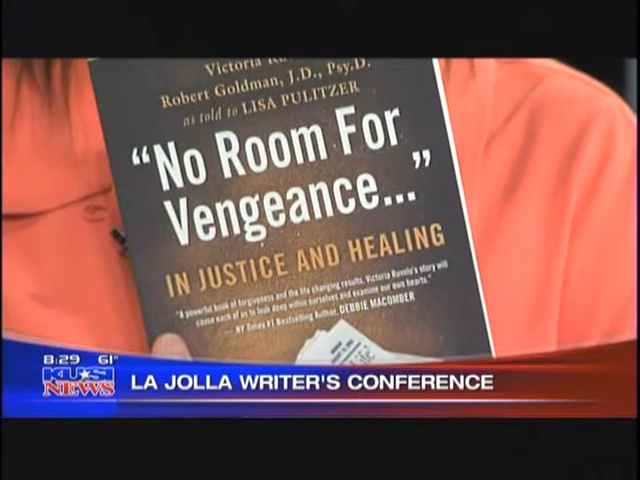 Victoria
Robert Goldman, J.D., Psy.D.
as told to LISA PULITZER
"No Room For
Vengeance..."
IN JUSTICE AND HEALING
"A powerful book of forgiveness and the life changing results. Victoria Ruvolo's story will
cause each of us to look deep within ourselves and examine our own hearts."
— NY Times #1 Bestselling Author, DEBBIE MACOMBER
8:29 61°
KUSI
NEWS
LA JOLLA WRITER'S CONFERENCE